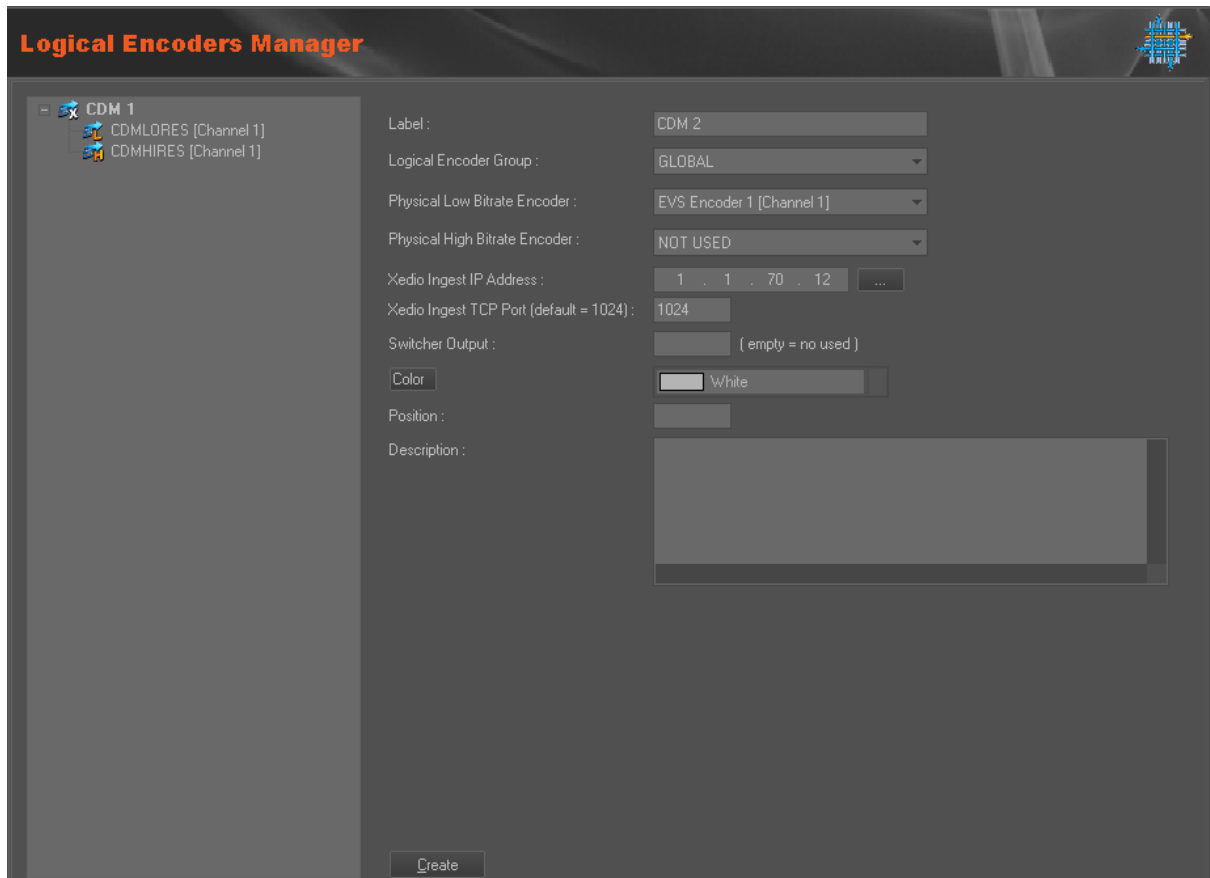 Logical Encoders Manager
CDM 1
CDMLORES [Channel 1]
CDMHIRES [Channel 1]
Label : CDM 2
Logical Encoder Group : GLOBAL
Physical Low Bitrate Encoder : EVS Encoder 1 [Channel 1]
Physical High Bitrate Encoder : NOT USED
Xedio Ingest IP Address : 1 . 1 . 70 . 12 ...
Xedio Ingest TCP Port (default = 1024) : 1024
Switcher Output : ( empty = no used )
Color White
Position :
Description :
Create